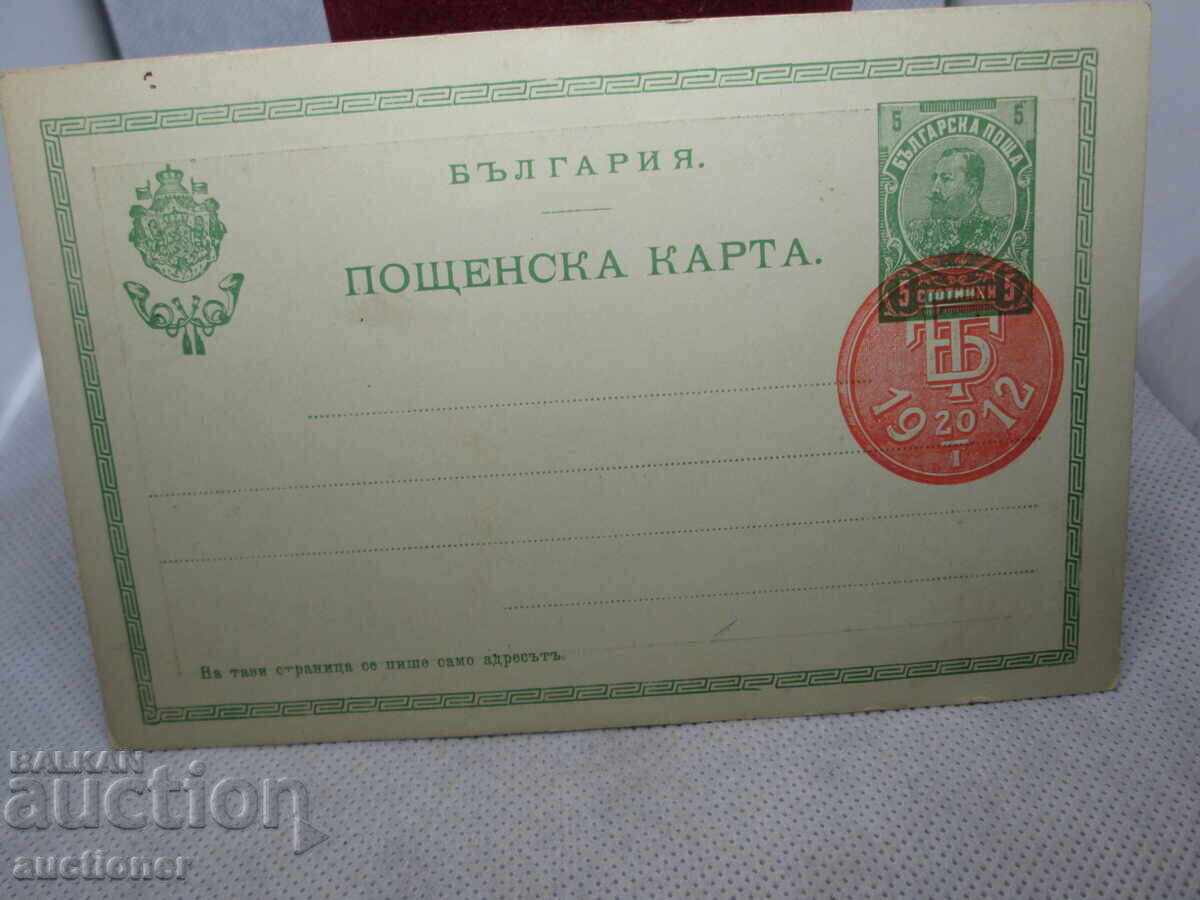 5 5
БЪЛГАРСКА ПОЩА
БЪЛГАРИЯ.
ПОЩЕНСКА КАРТА.
5 СТОТИНКИ 5
БТ
19 20 12
I
На тази страница се пише само адресътъ.
BALKAN
auction
auctioner